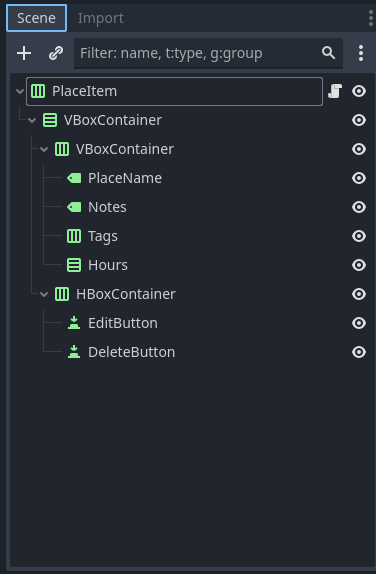 Scene Import
Filter: name, t:type, g:group
PlaceItem
VBoxContainer
VBoxContainer
PlaceName
Notes
Tags
Hours
HBoxContainer
EditButton
DeleteButton